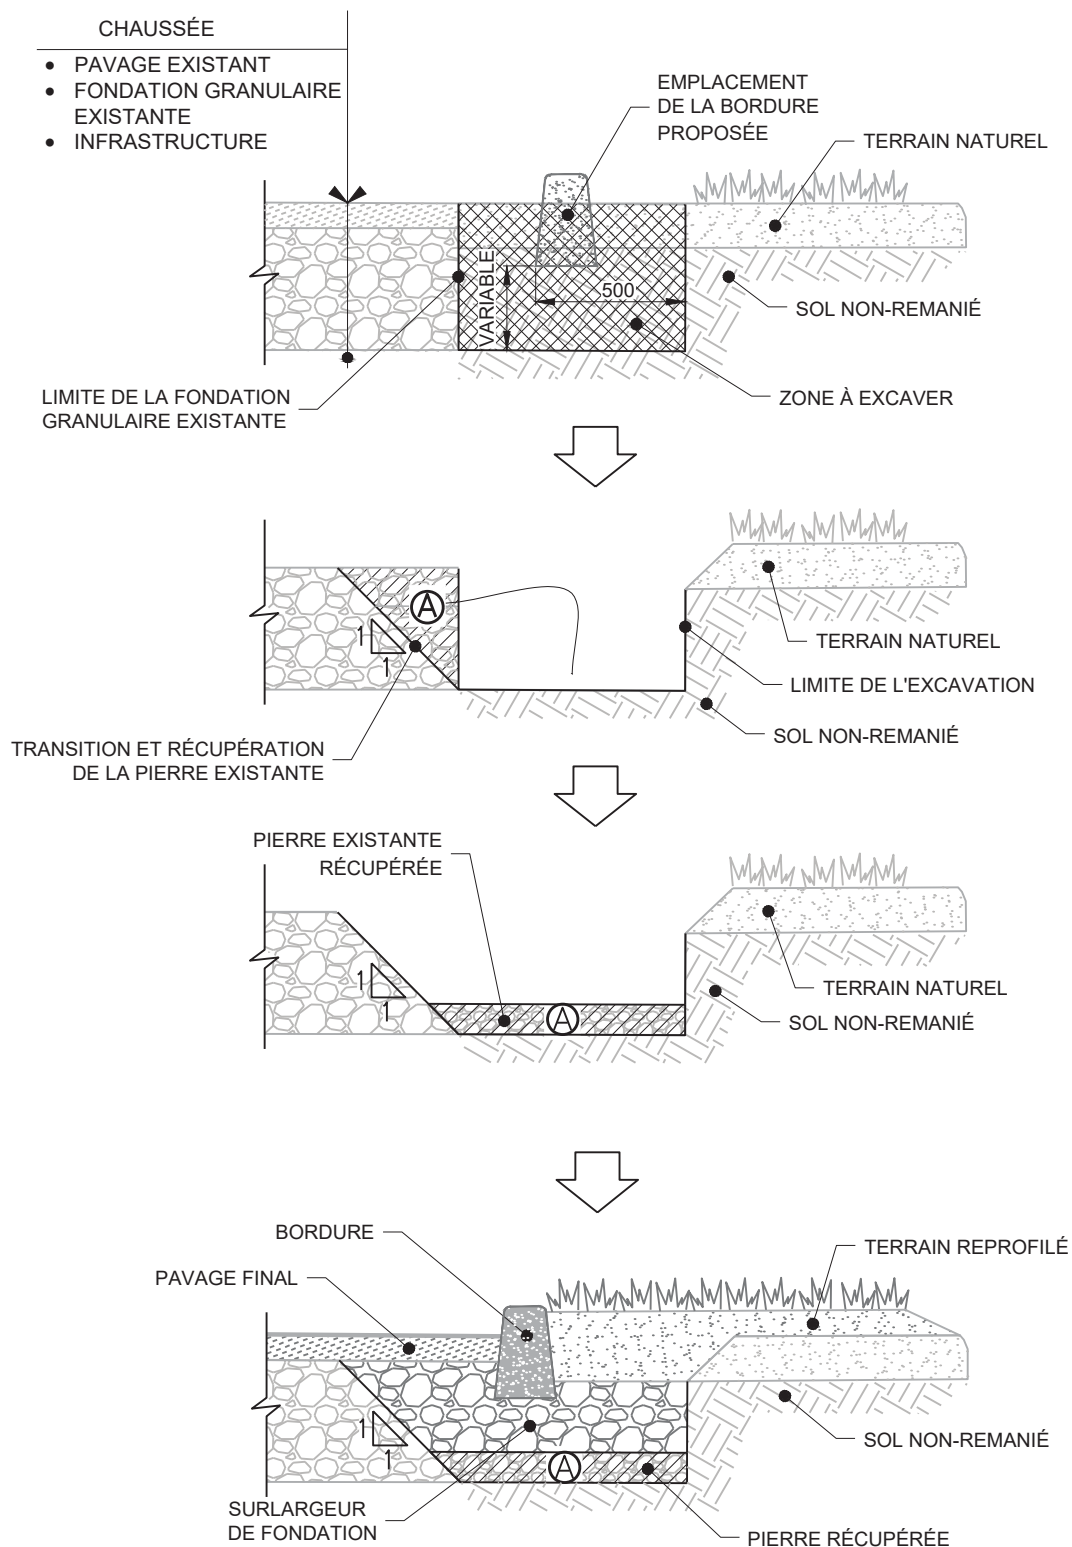 CHAUSSÉE
• PAVAGE EXISTANT
• FONDATION GRANULAIRE
EXISTANTE
• INFRASTRUCTURE
EMPLACEMENT
DE LA BORDURE
PROPOSÉE
TERRAIN NATUREL
VARIABLE
500
SOL NON-REMANIÉ
LIMITE DE LA FONDATION
GRANULAIRE EXISTANTE
ZONE À EXCAVER
A
1
1
TERRAIN NATUREL
LIMITE DE L'EXCAVATION
SOL NON-REMANIÉ
TRANSITION ET RÉCUPÉRATION
DE LA PIERRE EXISTANTE
PIERRE EXISTANTE
RÉCUPÉRÉE
1
1
A
TERRAIN NATUREL
SOL NON-REMANIÉ
BORDURE
TERRAIN REPROFILÉ
PAVAGE FINAL
1
1
A
SOL NON-REMANIÉ
SURLARGEUR
DE FONDATION
PIERRE RÉCUPÉRÉE